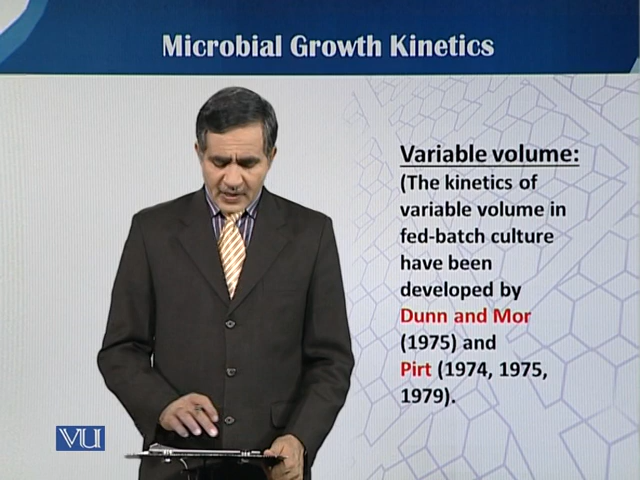 Microbial Growth Kinetics
Variable volume:
(The kinetics of
variable volume in
fed-batch culture
have been
developed by
Dunn and Mor
(1975) and
Pirt (1974, 1975,
1979).
VU